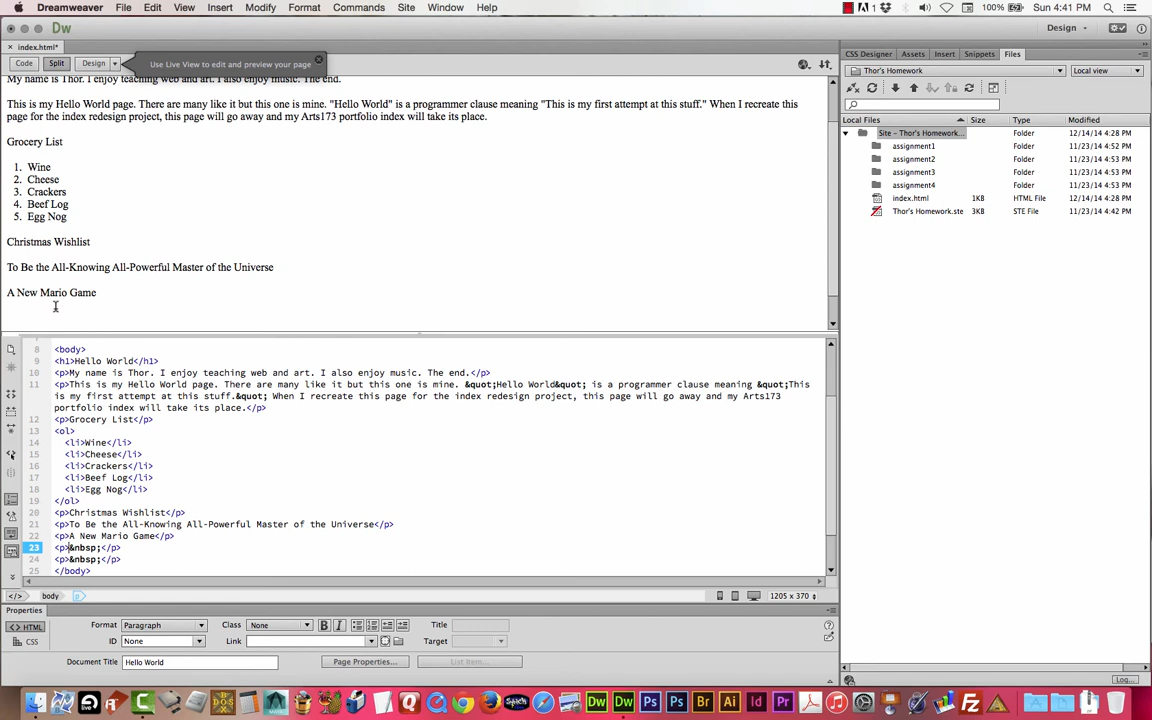 Dreamweaver File Edit View Insert Modify Format Commands Site Window Help 1 100% Sun 4:41 PM
Dw Design
× index.html*
Code Split Design Use Live View to edit and preview your page
CSS Designer Assets Insert Snippets Files
Thor's Homework Local view
Local Files Size Type Modified
Site - Thor's Homework... Folder 12/14/14 4:28 PM
assignment1 Folder 11/23/14 4:52 PM
assignment2 Folder 11/23/14 4:53 PM
assignment3 Folder 11/23/14 4:53 PM
assignment4 Folder 11/23/14 4:53 PM
index.html 1KB HTML File 12/14/14 4:28 PM
Thor's Homework.ste 3KB STE File 11/23/14 4:42 PM
My name is Thor. I enjoy teaching web and art. I also enjoy music. The end.
This is my Hello World page. There are many like it but this one is mine. "Hello World" is a programmer clause meaning "This is my first attempt at this stuff." When I recreate this
page for the index redesign project, this page will go away and my Arts173 portfolio index will take its place.
Grocery List
1. Wine
2. Cheese
3. Crackers
4. Beef Log
5. Egg Nog
Christmas Wishlist
To Be the All-Knowing All-Powerful Master of the Universe
A New Mario Game
8 <body>
9 <h1>Hello World</h1>
10 <p>My name is Thor. I enjoy teaching web and art. I also enjoy music. The end.</p>
11 <p>This is my Hello World page. There are many like it but this one is mine. &quot;Hello World&quot; is a programmer clause meaning &quot;This
is my first attempt at this stuff.&quot; When I recreate this page for the index redesign project, this page will go away and my Arts173
portfolio index will take its place.</p>
12 <p>Grocery List</p>
13 <ol>
14 <li>Wine</li>
15 <li>Cheese</li>
16 <li>Crackers</li>
17 <li>Beef Log</li>
18 <li>Egg Nog</li>
19 </ol>
20 <p>Christmas Wishlist</p>
21 <p>To Be the All-Knowing All-Powerful Master of the Universe</p>
22 <p>A New Mario Game</p>
23 <p>&nbsp;</p>
24 <p>&nbsp;</p>
25 </body>
</> body p 1205 x 370
Properties
HTML Format Paragraph Class None B I Title
CSS ID None Link Target
Document Title Hello World Page Properties... List Item...
Log...